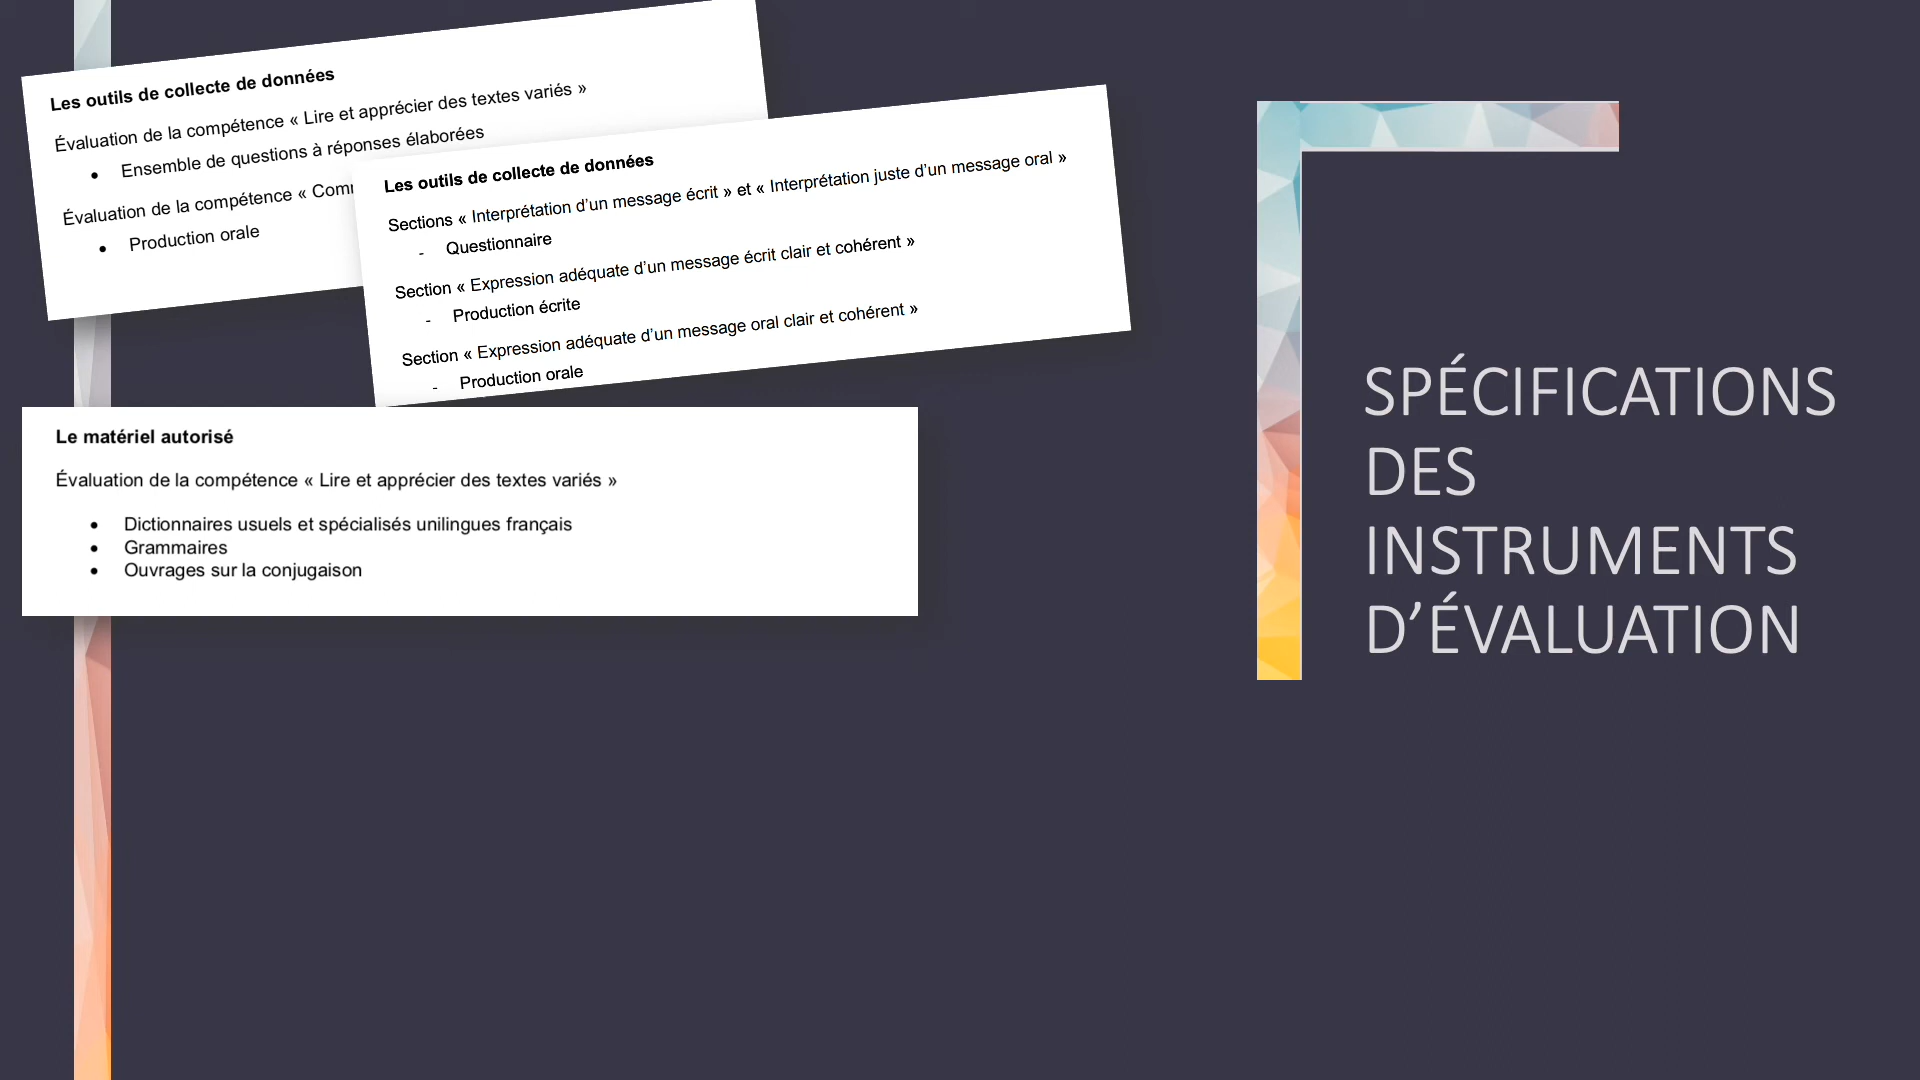 Les outils de collecte de données
Évaluation de la compétence « Lire et apprécier des textes variés »
• Ensemble de questions à réponses élaborées
Évaluation de la compétence «
• Production orale
Les outils de collecte de données
Sections « Interprétation d’un message écrit » et « Interprétation juste d’un message oral »
- Questionnaire
Section « Expression adéquate d’un message écrit clair et cohérent »
- Production écrite
Section « Expression adéquate d’un message oral clair et cohérent »
- Production orale
Le matériel autorisé
Évaluation de la compétence « Lire et apprécier des textes variés »
• Dictionnaires usuels et spécialisés unilingues français
• Grammaires
• Ouvrages sur la conjugaison
SPÉCIFICATIONS
DES
INSTRUMENTS
D’ÉVALUATION